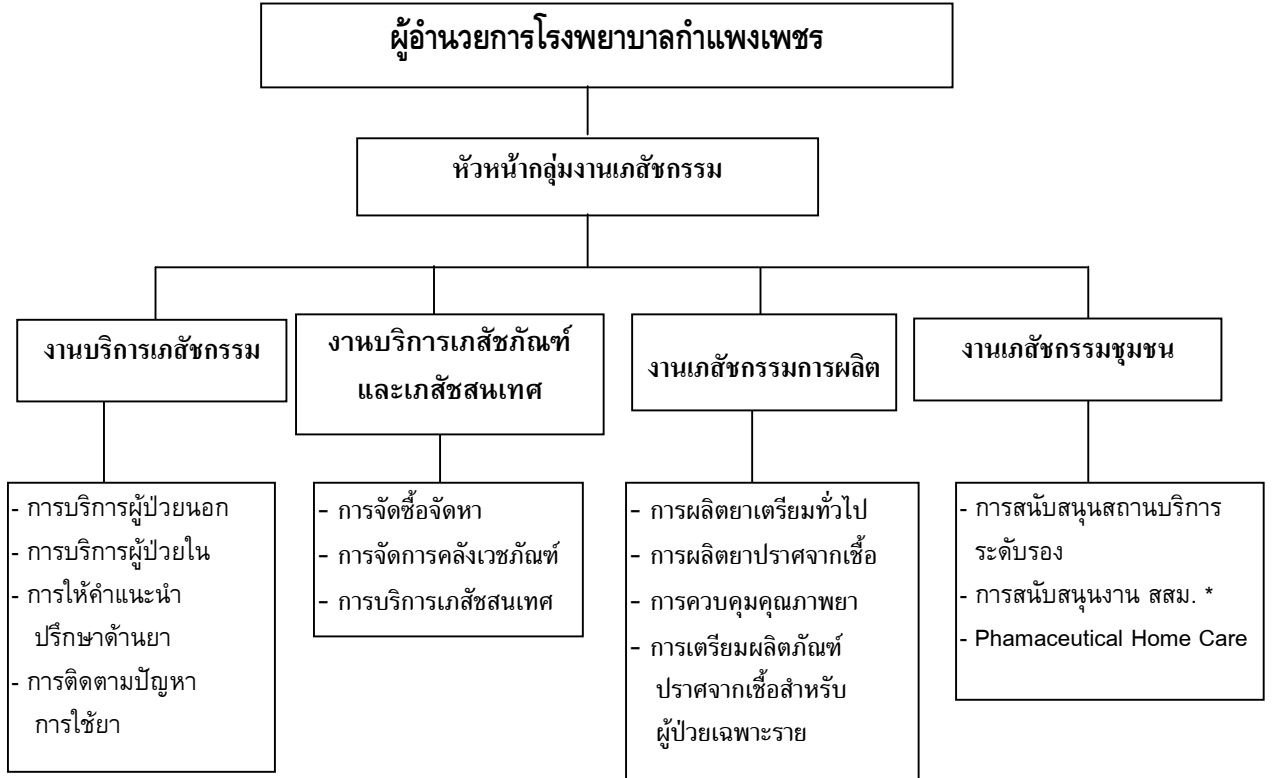 ผู้อำนวยการโรงพยาบาลกำแพงเพชร
หัวหน้ากลุ่มงานเภสัชกรรม
งานบริการเภสัชกรรม
- การบริการผู้ป่วยนอก
- การบริการผู้ป่วยใน
- การให้คำแนะนำ
ปรึกษาด้านยา
- การติดตามปัญหา
การใช้ยา
งานบริการเภสัชภัณฑ์
และเภสัชสนเทศ
- การจัดซื้อจัดหา
- การจัดการคลังเวชภัณฑ์
- การบริการเภสัชสนเทศ
งานเภสัชกรรมการผลิต
- การผลิตยาเตรียมทั่วไป
- การผลิตยาปราศจากเชื้อ
- การควบคุมคุณภาพยา
- การเตรียมผลิตภัณฑ์
ปราศจากเชื้อสำหรับ
ผู้ป่วยเฉพาะราย
งานเภสัชกรรมชุมชน
- การสนับสนุนสถานบริการ
ระดับรอง
- การสนับสนุนงาน สสม. *
- Phamaceutical Home Care